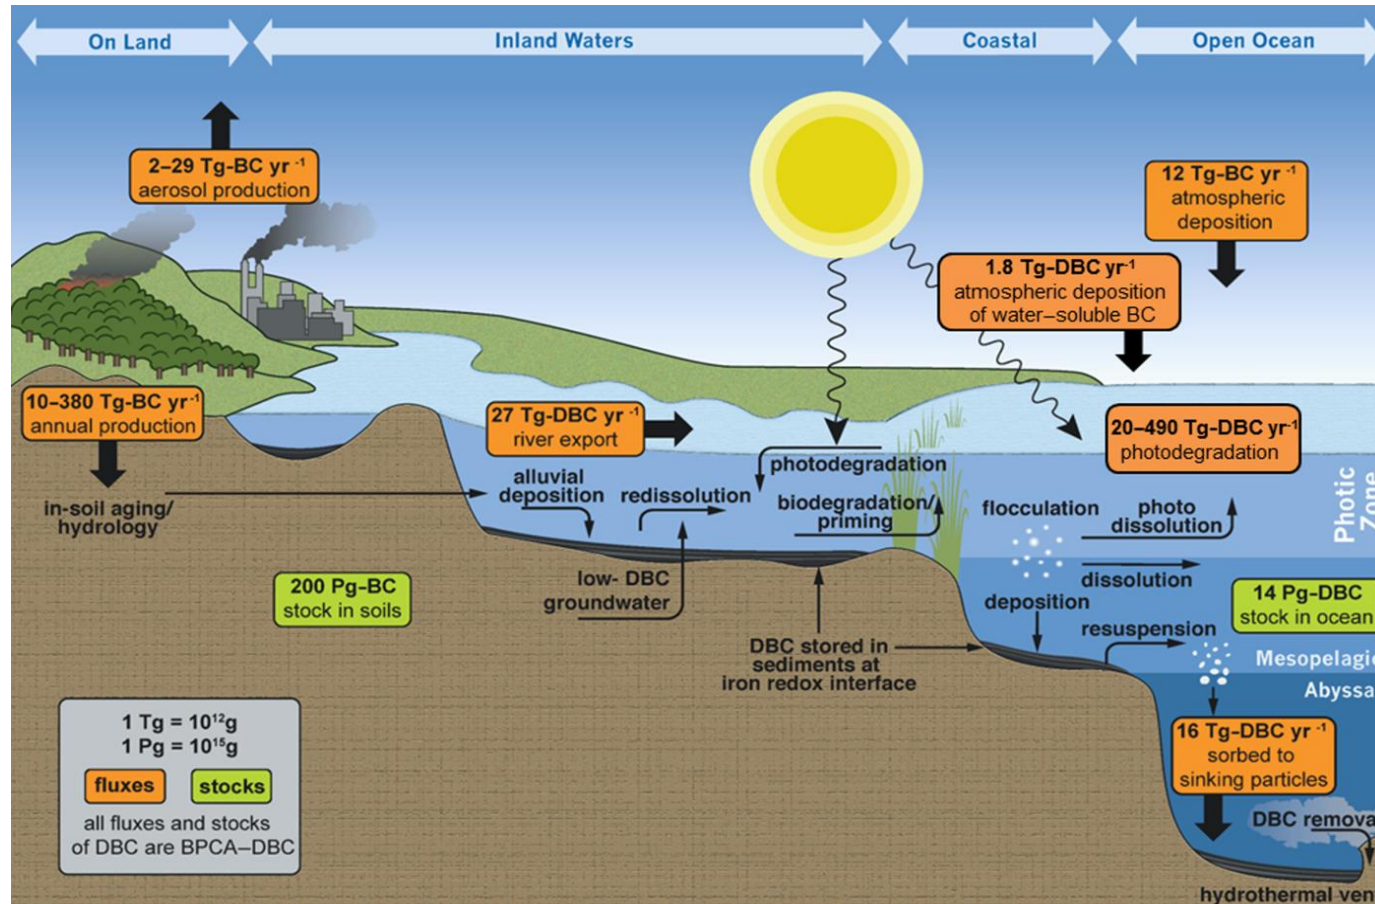 On Land
Inland Waters
Coastal
Open Ocean
2–29 Tg-BC yr -1
aerosol production
12 Tg-BC yr -1
atmospheric
deposition
1.8 Tg-DBC yr-1
atmospheric deposition
of water–soluble BC
10–380 Tg-BC yr-1
annual production
27 Tg-DBC yr -1
river export
20–490 Tg-DBC yr-1
photodegradation
photodegradation
alluvial
deposition
redissolution
biodegradation/
priming
in-soil aging/
hydrology
flocculation
photo
dissolution
Photic
Zone
dissolution
low- DBC
groundwater
200 Pg-BC
stock in soils
deposition
14 Pg-DBC
stock in ocean
resuspension
DBC stored in
sediments at
iron redox interface
Mesopelagic
Abyssa
1 Tg = 10¹²g
1 Pg = 10¹⁵g
fluxes
stocks
all fluxes and stocks
of DBC are BPCA–DBC
16 Tg-DBC yr -1
sorbed to
sinking particles
DBC remova
hydrothermal ven